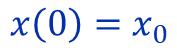 x(0) = x₀